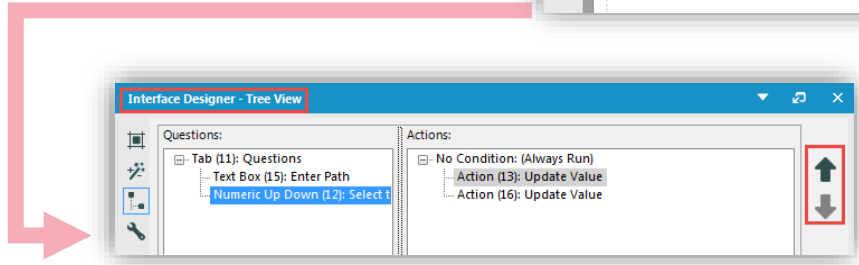 Interface Designer - Tree View
Questions:
Actions:
Tab (11): Questions
No Condition: (Always Run)
Text Box (15): Enter Path
Action (13): Update Value
Numeric Up Down (12): Select t
Action (16): Update Value